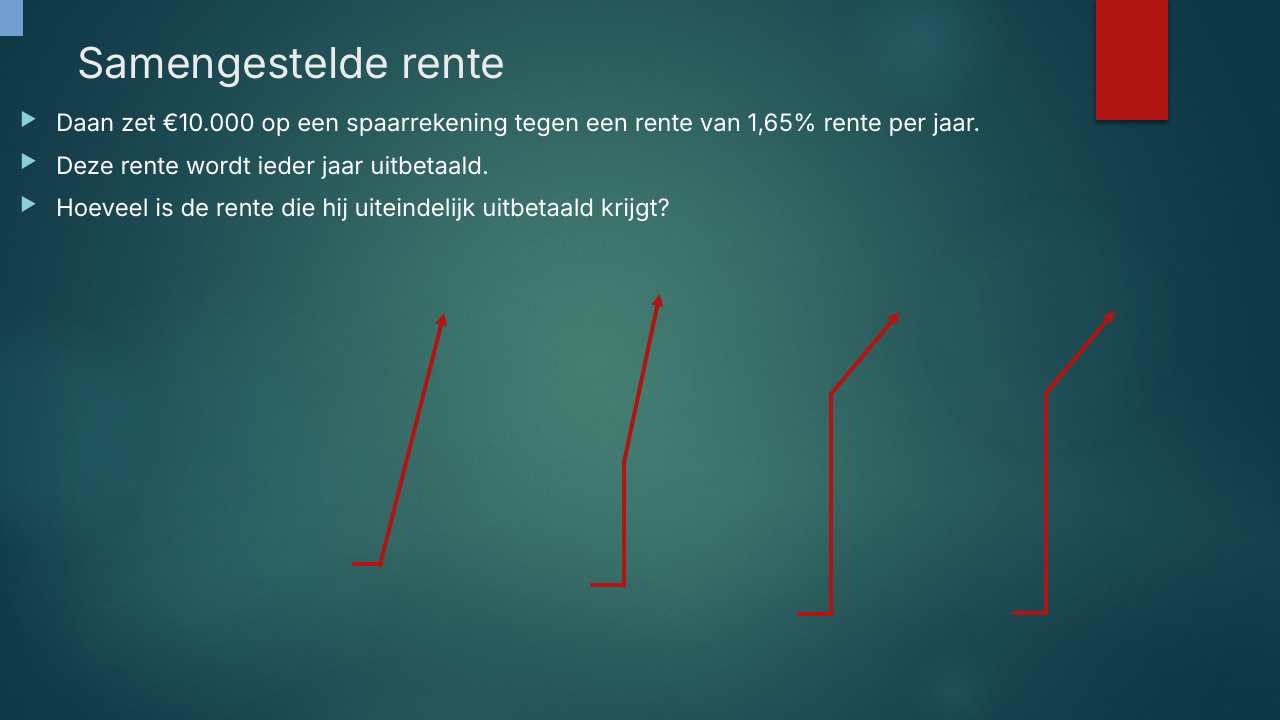 Samengestelde rente
Daan zet €10.000 op een spaarrekening tegen een rente van 1,65% rente per jaar.
Deze rente wordt ieder jaar uitbetaald.
Hoeveel is de rente die hij uiteindelijk uitbetaald krijgt?